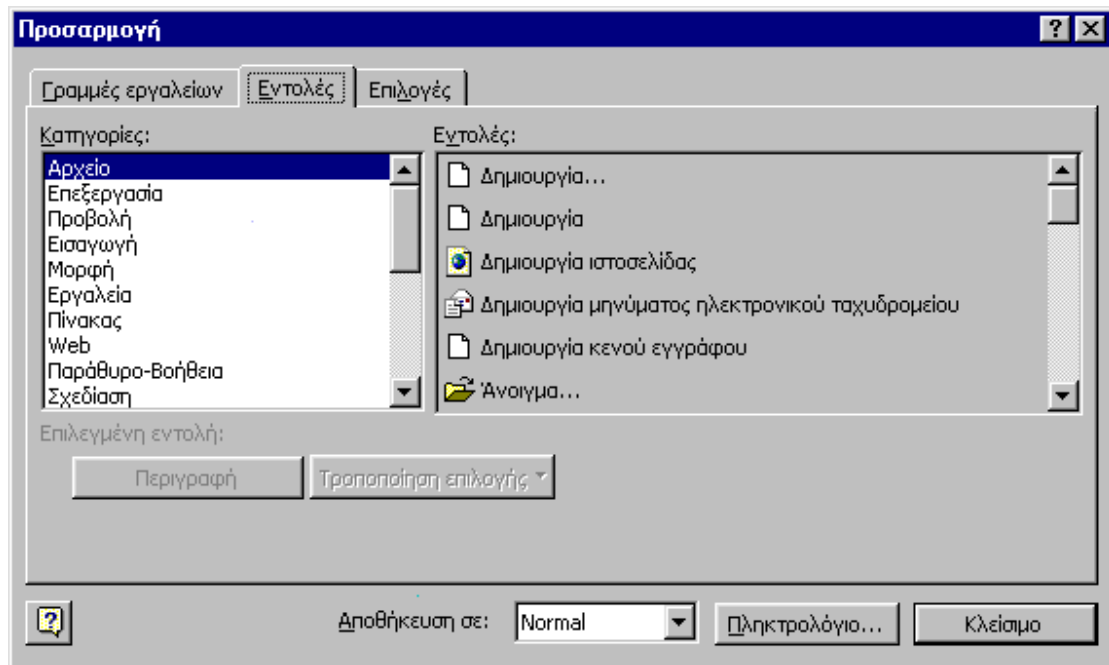 Προσαρμογή
Γραμμές εργαλείων Εντολές Επιλογές
Κατηγορίες:
Αρχείο
Επεξεργασία
Προβολή
Εισαγωγή
Μορφή
Εργαλεία
Πίνακας
Web
Παράθυρο-Βοήθεια
Σχεδίαση
Εντολές:
Δημιουργία...
Δημιουργία
Δημιουργία ιστοσελίδας
Δημιουργία μηνύματος ηλεκτρονικού ταχυδρομείου
Δημιουργία κενού εγγράφου
Άνοιγμα...
Επιλεγμένη εντολή:
Περιγραφή Τροποποίηση επιλογής
Αποθήκευση σε: Normal Πληκτρολόγιο... Κλείσιμο